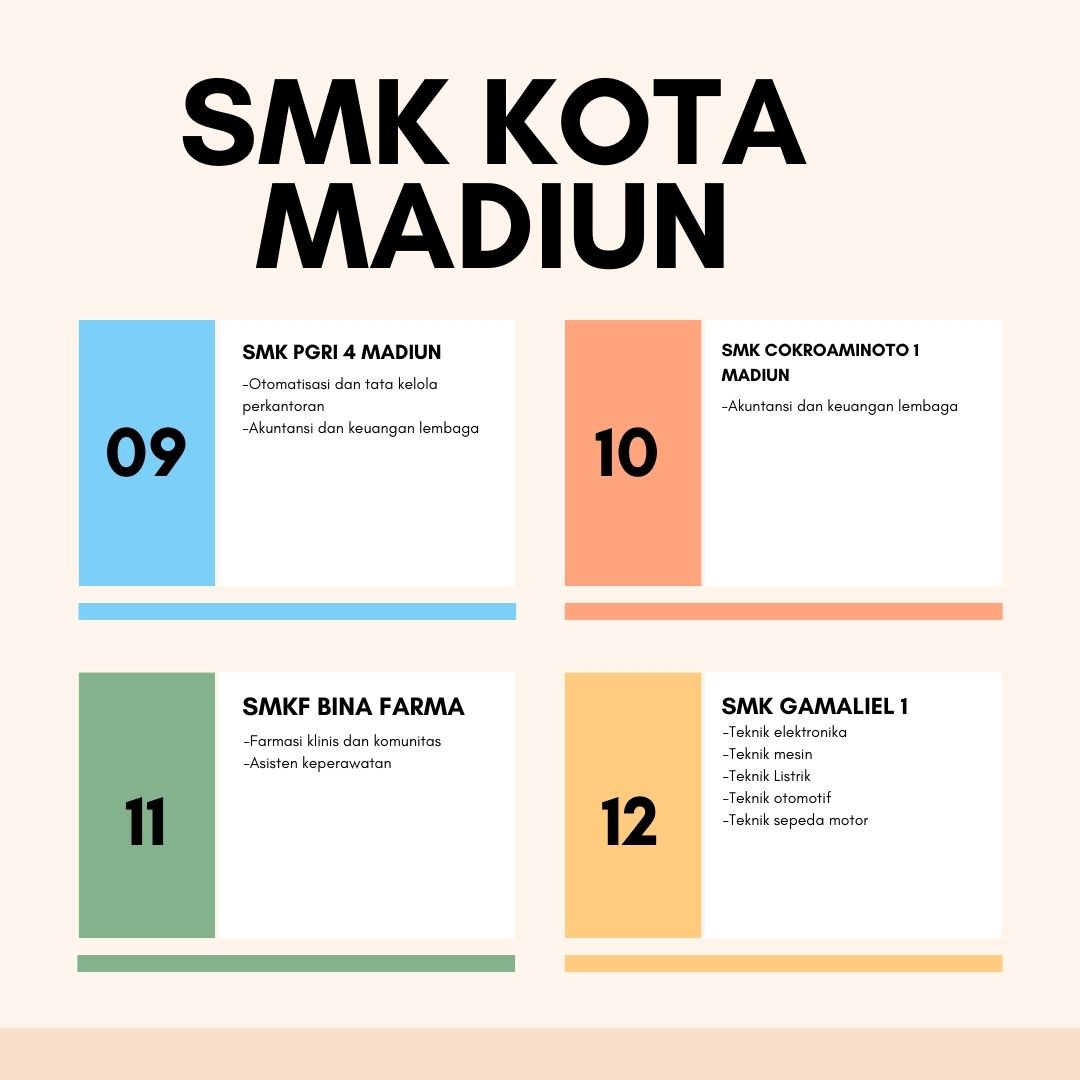 SMK KOTA
MADIUN
09
SMK PGRI 4 MADIUN
-Otomatisasi dan tata kelola
perkantoran
-Akuntansi dan keuangan lembaga
10
SMK COKROAMINOTO 1
MADIUN
-Akuntansi dan keuangan lembaga
11
SMKF BINA FARMA
-Farmasi klinis dan komunitas
-Asisten keperawatan
12
SMK GAMALIEL 1
-Teknik elektronika
-Teknik mesin
-Teknik Listrik
-Teknik otomotif
-Teknik sepeda motor